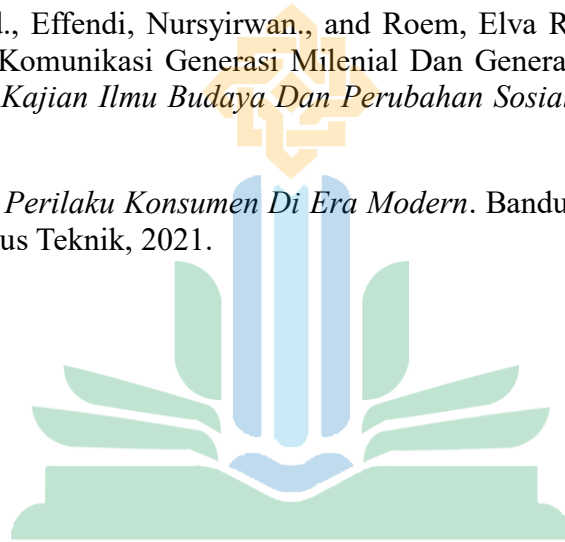 d., Effendi, Nursyirwan., and Roem, Elva R
Komunikasi Generasi Milenial Dan Genera
Kajian Ilmu Budaya Dan Perubahan Sosial
Perilaku Konsumen Di Era Modern. Bandu
us Teknik, 2021.